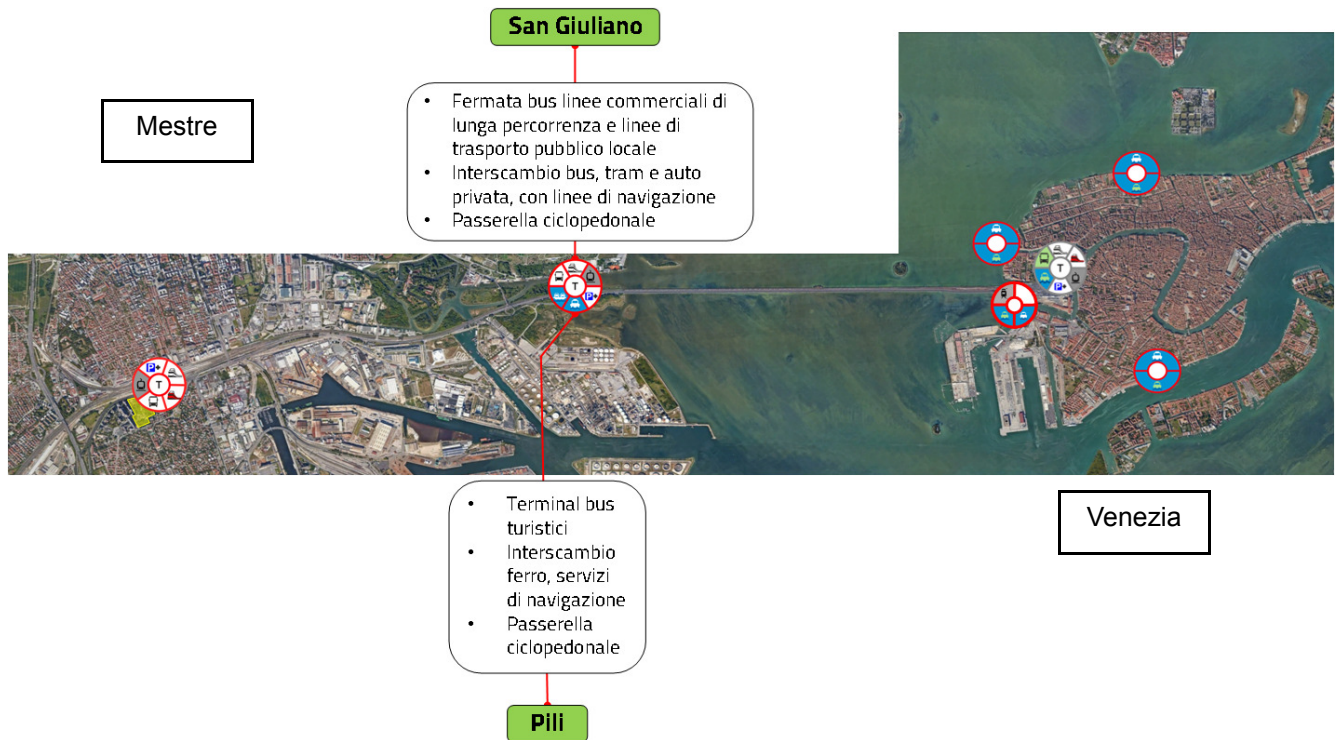 San Giuliano
Mestre
• Fermata bus linee commerciali di
lunga percorrenza e linee di
trasporto pubblico locale
• Interscambio bus, tram e auto
privata, con linee di navigazione
• Passerella ciclopedonale
T
P+
T
P+
P+
T
• Terminal bus
turistici
• Interscambio
ferro, servizi
di navigazione
• Passerella
ciclopedonale
Venezia
Pili